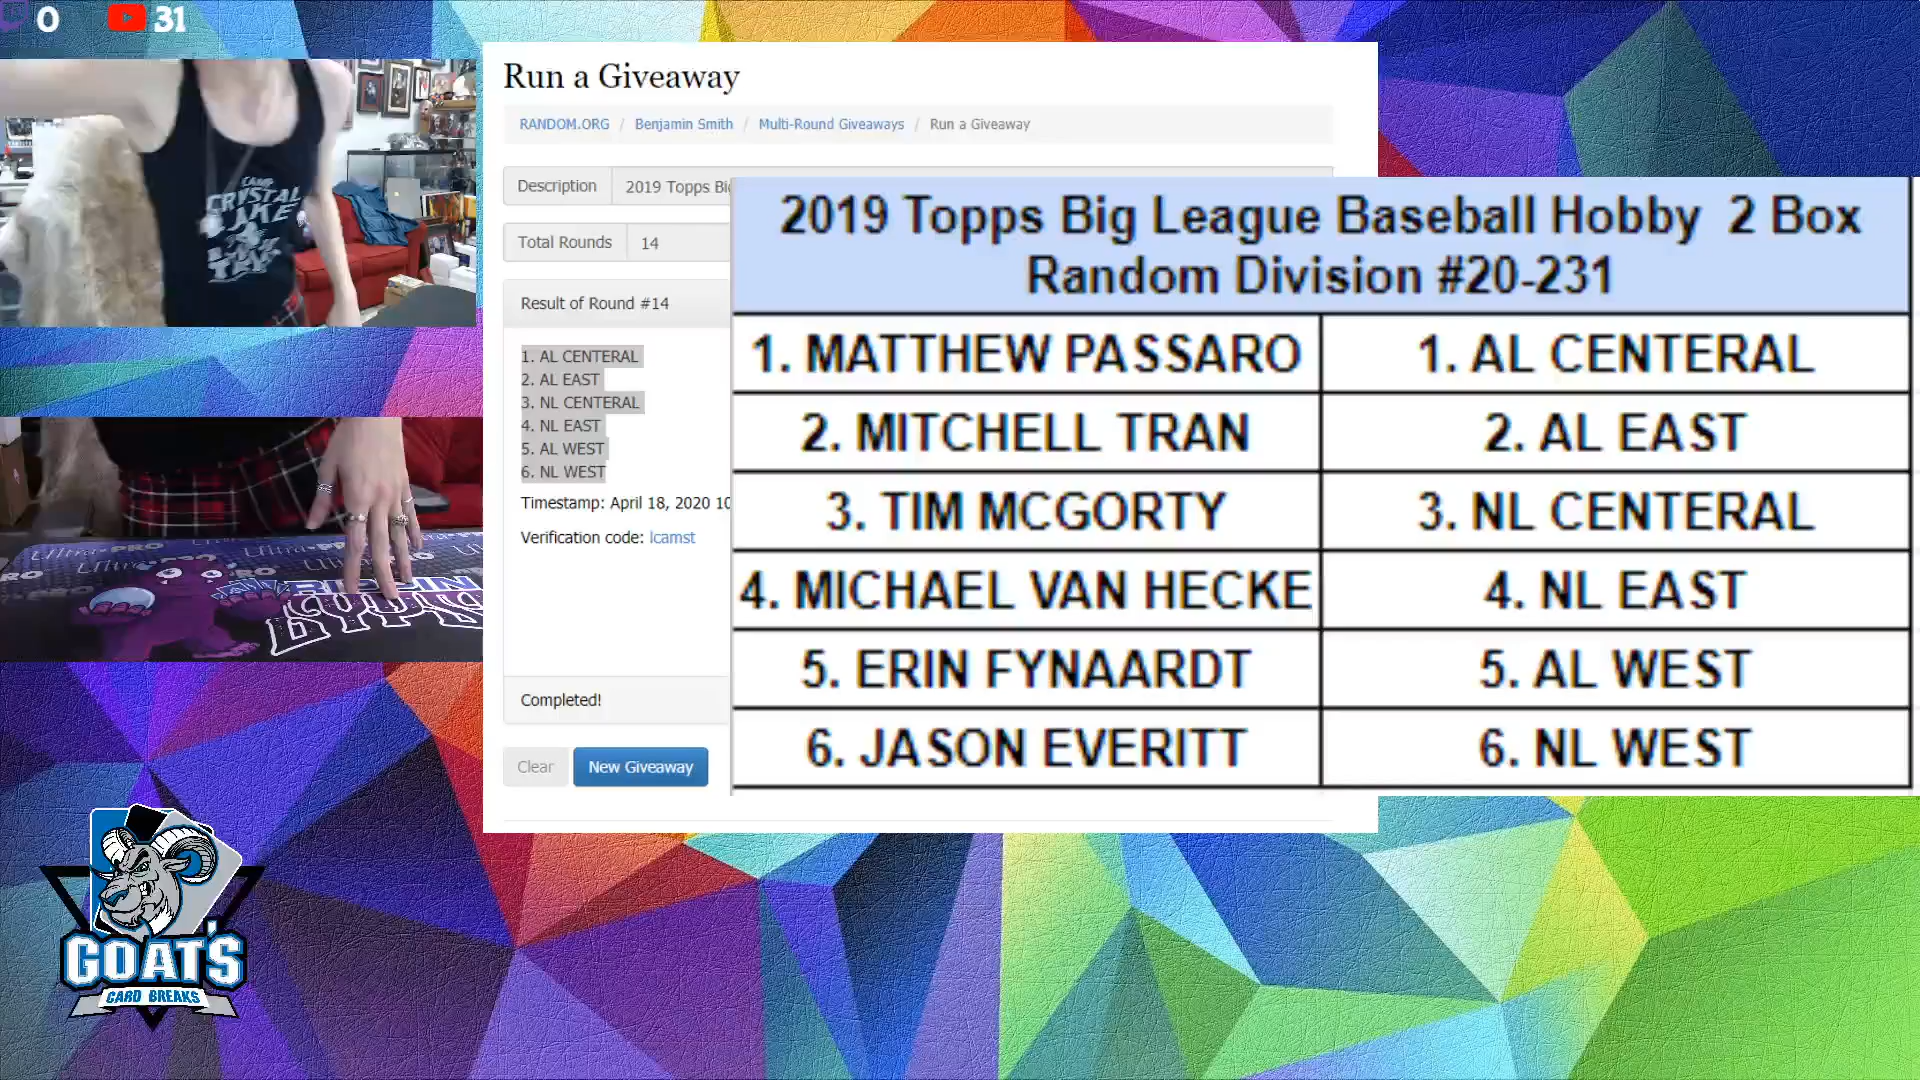 0
31
Run a Giveaway
RANDOM.ORG / Benjamin Smith / Multi-Round Giveaways / Run a Giveaway
Description
2019 Topps
Total Rounds
14
Result of Round #14
1. AL CENTERAL
2. AL EAST
3. NL CENTERAL
4. NL EAST
5. AL WEST
6. NL WEST
Timestamp: April 18, 2020 10
Verification code: lcamst
Completed!
Clear
New Giveaway
2019 Topps Big League Baseball Hobby 2 Box
Random Division #20-231
1. MATTHEW PASSARO 1. AL CENTERAL
2. MITCHELL TRAN 2. AL EAST
3. TIM MCGORTY 3. NL CENTERAL
4. MICHAEL VAN HECKE 4. NL EAST
5. ERIN FYNAARDT 5. AL WEST
6. JASON EVERITT 6. NL WEST
CAMP
CRYSTAL
LAKE
Ultra-PRO
GOAT'S
CARD BREAKS